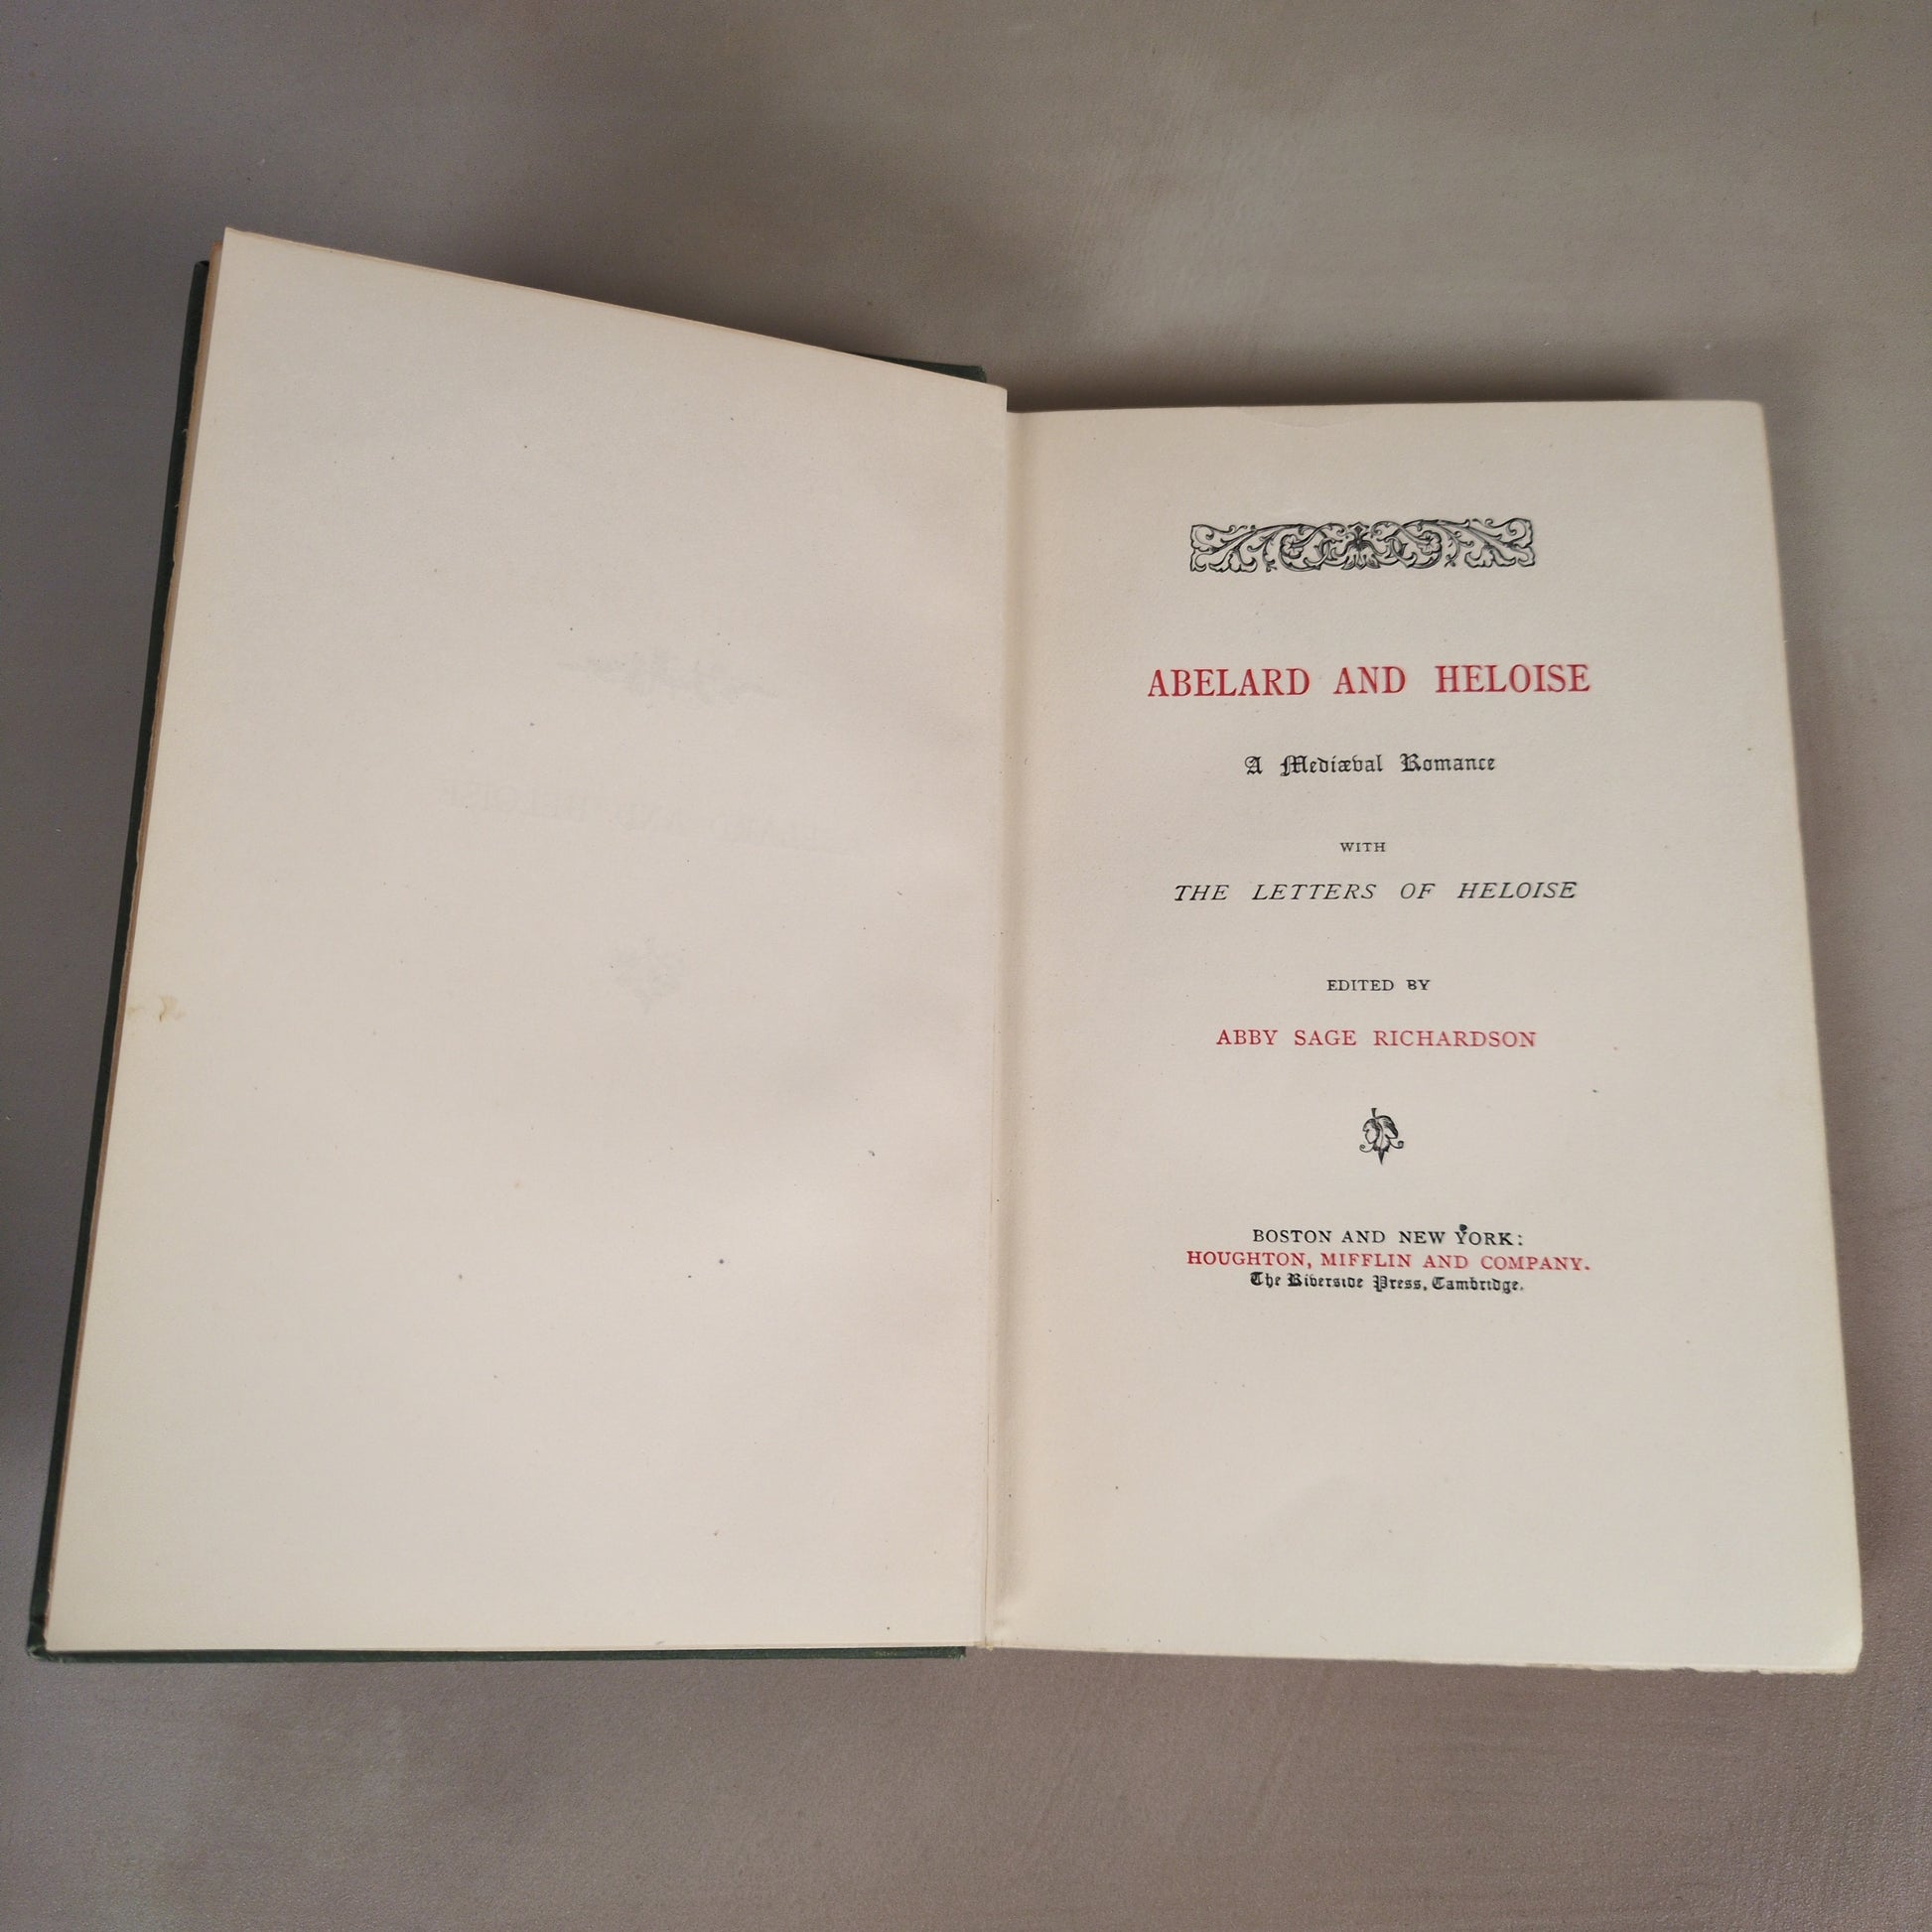 ABELARD AND HELOISE
A Mediæval Romance
WITH
THE LETTERS OF HELOISE
EDITED BY
ABBY SAGE RICHARDSON
BOSTON AND NEW YORK:
HOUGHTON, MIFFLIN AND COMPANY.
The Riverside Press, Cambridge.